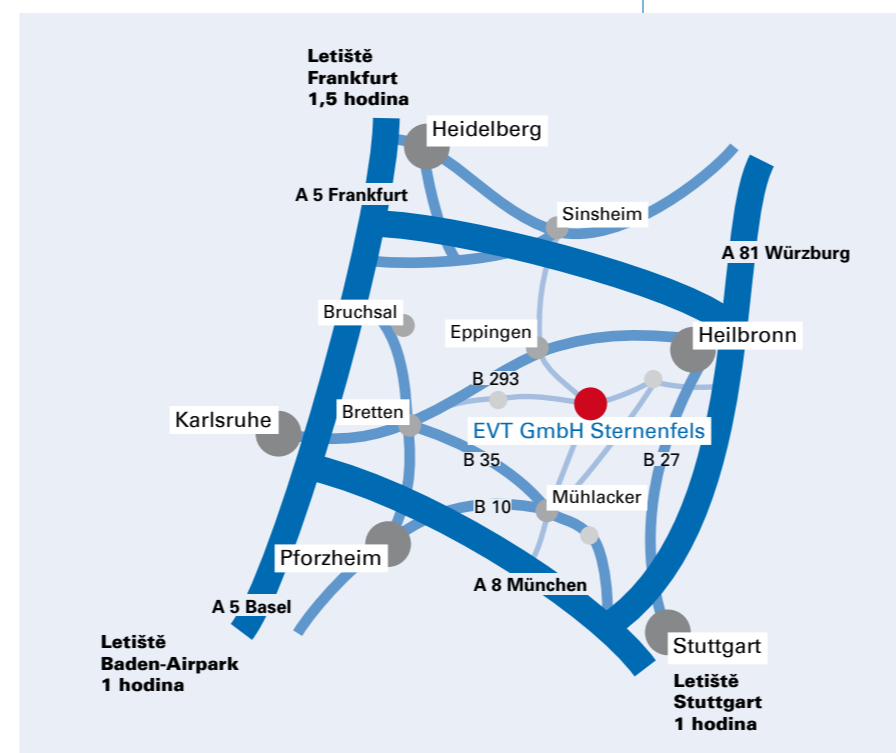 Letiště
Frankfurt
1,5 hodina
Heidelberg
A 5 Frankfurt
Sinsheim
A 81 Würzburg
Bruchsal
Eppingen
Heilbronn
B 293
Karlsruhe
Bretten
EVT GmbH Sternenfels
B 35
B 27
Mühlacker
B 10
Pforzheim
A 8 München
A 5 Basel
Letiště
Baden-Airpark
1 hodina
Stuttgart
Letiště
Stuttgart
1 hodina